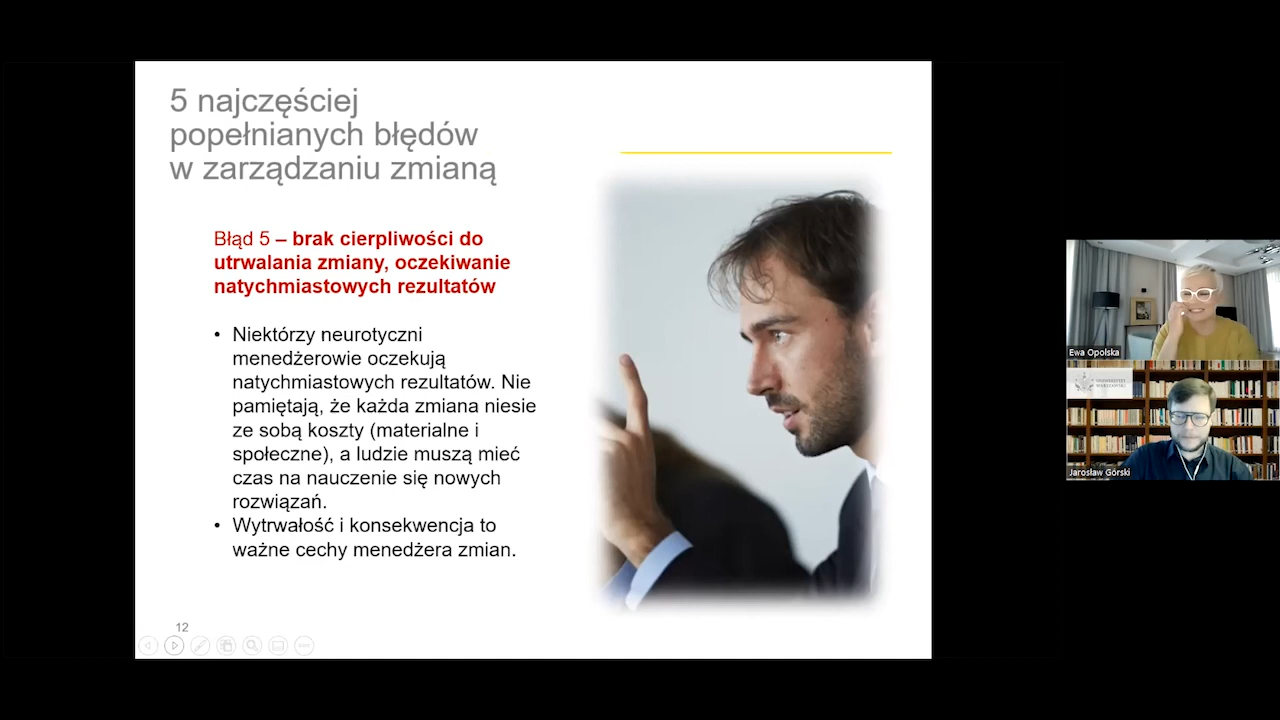 5 najczęściej
popełnianych błędów
w zarządzaniu zmianą
Błąd 5 – brak cierpliwości do
utrwalania zmiany, oczekiwanie
natychmiastowych rezultatów
• Niektórzy neurotyczni
menedżerowie oczekują
natychmiastowych rezultatów. Nie
pamiętają, że każda zmiana niesie
ze sobą koszty (materialne i
społeczne), a ludzie muszą mieć
czas na nauczenie się nowych
rozwiązań.
• Wytrwałość i konsekwencja to
ważne cechy menedżera zmian.
12
Ewa Opolska
UNIWERSYTET
WARSZAWSKI
Jarosław Górski